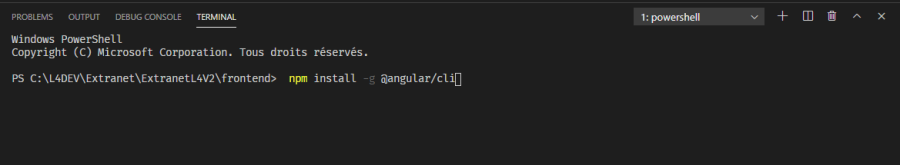 PROBLEMS OUTPUT DEBUG CONSOLE TERMINAL 1: powershell
Windows PowerShell
Copyright (C) Microsoft Corporation. Tous droits réservés.
PS C:\L4DEV\Extranet\ExtranetL4V2\frontend>  npm install -g @angular/cli